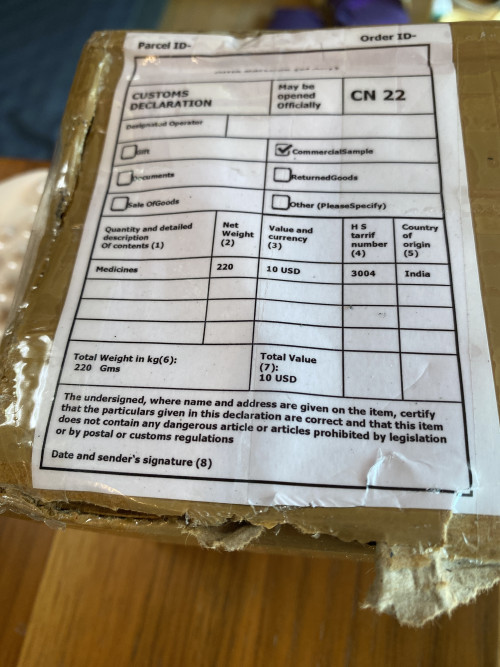 Parcel ID-
Order ID-
CUSTOMS
DECLARATION
May be
opened
Officially
CN 22
Designated Operator
Gift
CommercialSample
Documents
ReturnedGoods
Sale OfGoods
Other (PleaseSpecify)
Quantity and detailed
description
Of contents (1)
Net
Weight
(2)
Value and
currency
(3)
H S
tarrif
number
(4)
Country
of
origin
(5)
Medicines
220
10 USD
3004
India
Total Weight in kg(6):
220 Gms
Total Value
(7):
10 USD
The undersigned, where name and address are given on the item, certify
that the particulars given in this declaration are correct and that this item
does not contain any dangerous article or articles prohibited by legislation
or by postal or customs regulations
Date and sender's signature (8)